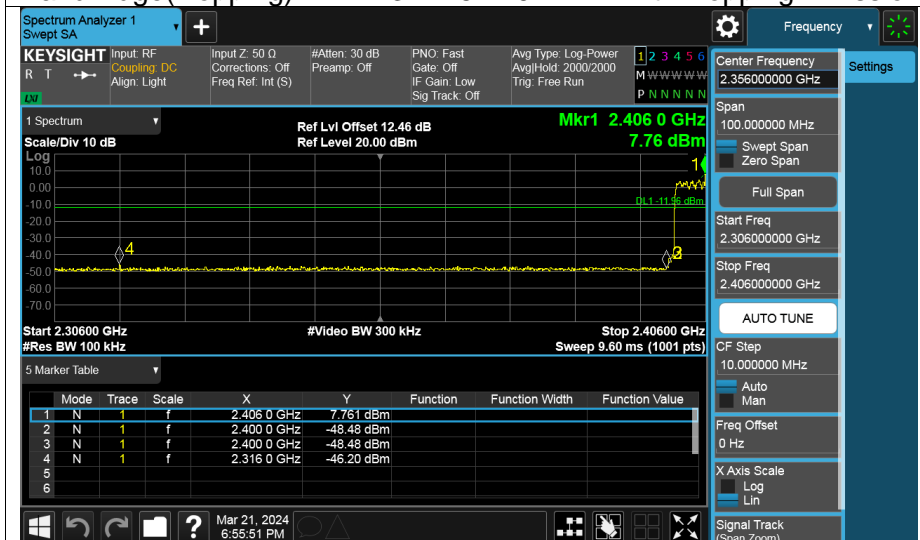 Spectrum Analyzer 1
Swept SA
+
Frequency
KEYSIGHT
R T
LXI
Input: RF
Coupling: DC
Align: Light
Input Z: 50 Ω
Corrections: Off
Freq Ref: Int (S)
#Atten: 30 dB
Preamp: Off
PNO: Fast
Gate: Off
IF Gain: Low
Sig Track: Off
Avg Type: Log-Power
Avg|Hold: 2000/2000
Trig: Free Run
1 2 3 4 5 6
M W W W W W
P N N N N N
1 Spectrum
Scale/Div 10 dB
Ref Lvl Offset 12.46 dB
Ref Level 20.00 dBm
Mkr1 2.406 0 GHz
7.76 dBm
Log
10.0
0.00
-10.0
-20.0
-30.0
-40.0
-50.0
-60.0
-70.0
1
DL1 -11.96 dBm
4
Start 2.30600 GHz
#Res BW 100 kHz
#Video BW 300 kHz
Stop 2.40600 GHz
Sweep 9.60 ms (1001 pts)
5 Marker Table
Mode Trace Scale X Y Function Function Width Function Value
1 N 1 f 2.406 0 GHz 7.761 dBm
2 N 1 f 2.400 0 GHz -48.48 dBm
3 N 1 f 2.400 0 GHz -48.48 dBm
4 N 1 f 2.316 0 GHz -46.20 dBm
5
6
?
Mar 21, 2024
6:55:51 PM
Center Frequency
2.356000000 GHz
Span
100.000000 MHz
Swept Span
Zero Span
Full Span
Start Freq
2.306000000 GHz
Stop Freq
2.406000000 GHz
AUTO TUNE
CF Step
10.000000 MHz
Auto
Man
Freq Offset
0 Hz
X Axis Scale
Log
Lin
Signal Track
(Span Zoom)
Settings